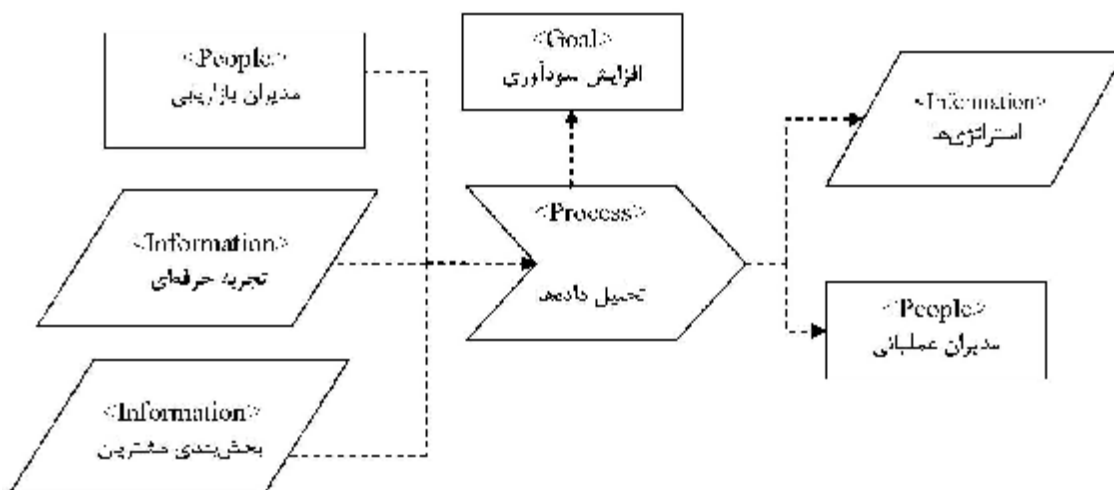 <People>
مدیران بازاریابی
<Goal>
افزایش سودآوری
<Information>
استراتژی‌ها
<Information>
تجربه حرفه‌ای
<Process>
تحلیل داده‌ها
<People>
مدیران عملیاتی
<Information>
بخش‌بندی مشتریان